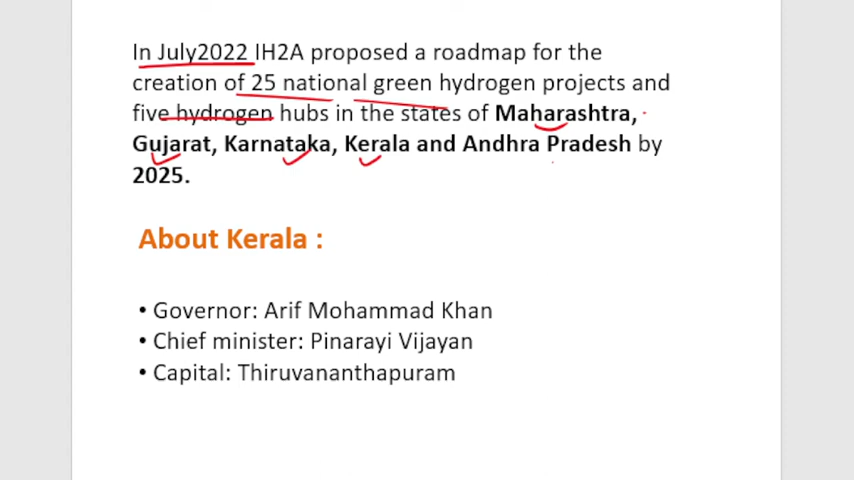 In July2022 IH2A proposed a roadmap for the
creation of 25 national green hydrogen projects and
five hydrogen hubs in the states of Maharashtra,
Gujarat, Karnataka, Kerala and Andhra Pradesh by
2025.
About Kerala :
• Governor: Arif Mohammad Khan
• Chief minister: Pinarayi Vijayan
• Capital: Thiruvananthapuram